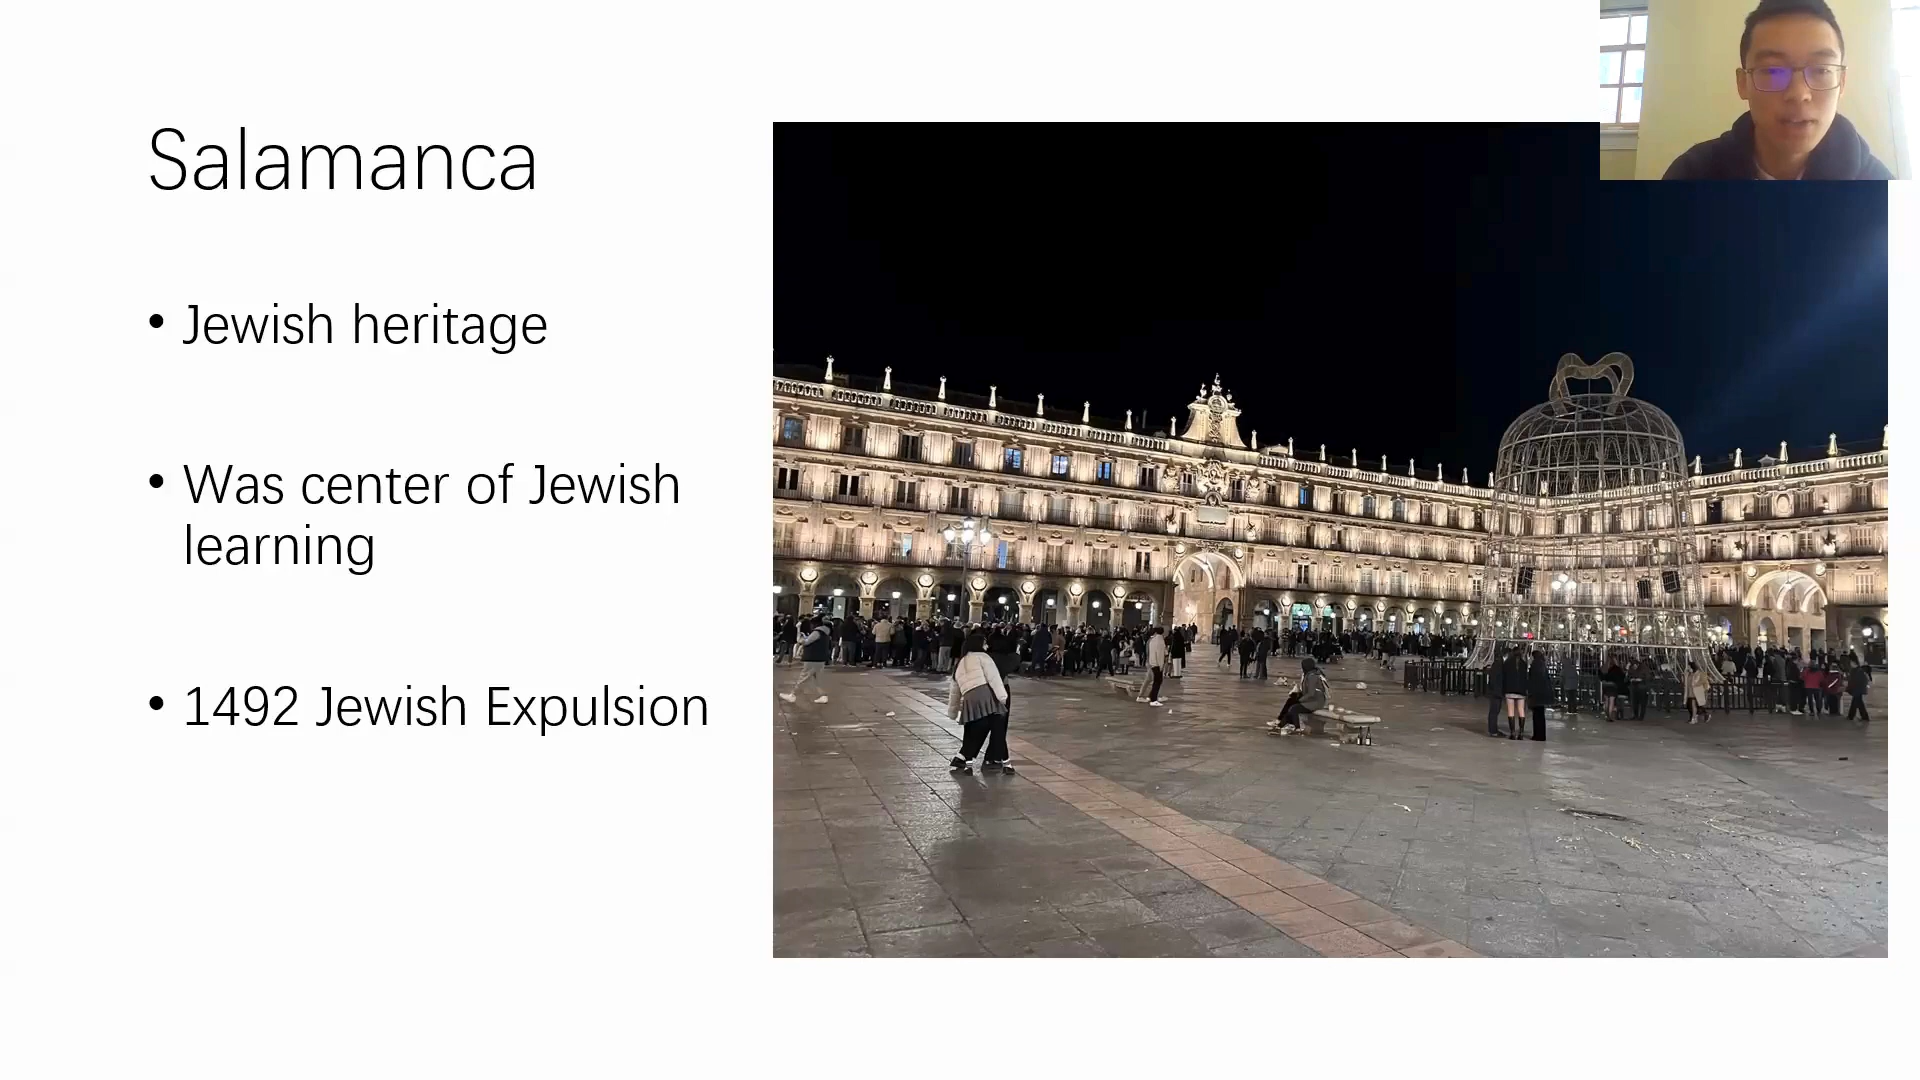 Salamanca
• Jewish heritage
• Was center of Jewish
learning
• 1492 Jewish Expulsion